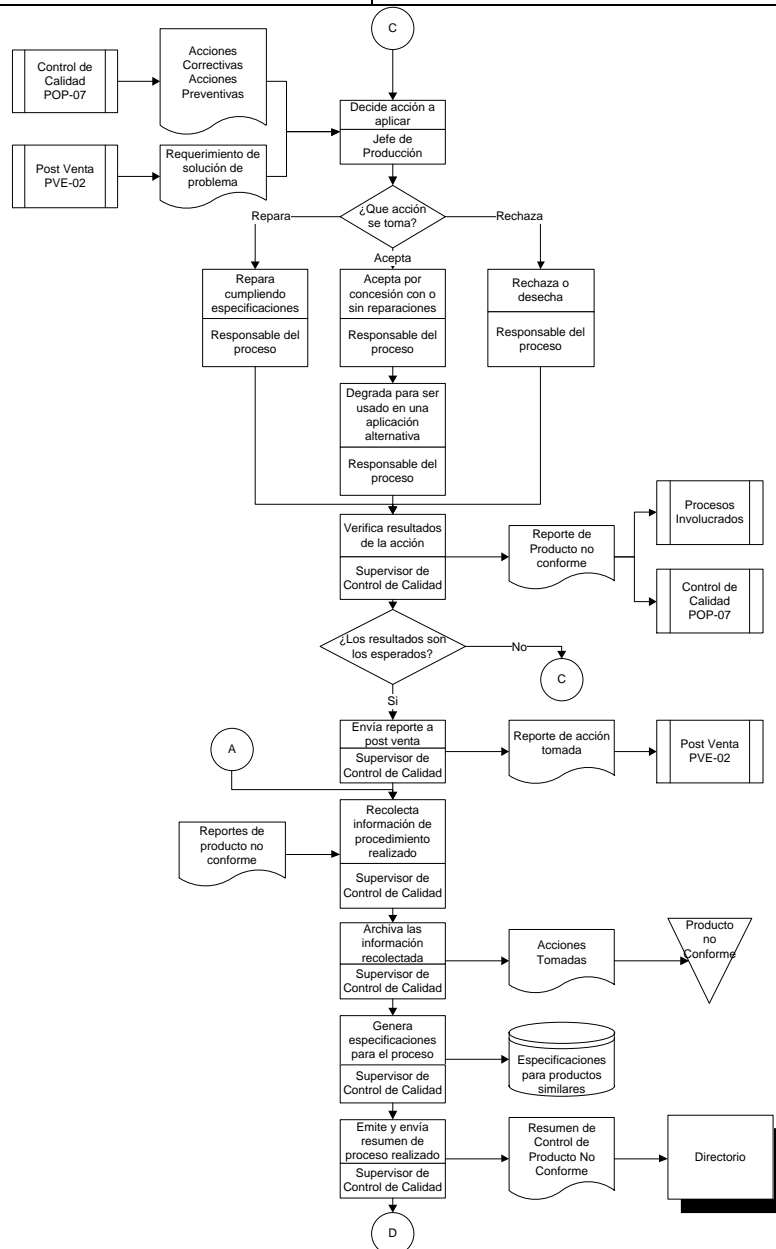 C
Control de
Calidad
POP-07
Acciones
Correctivas
Acciones
Preventivas
Decide acción a
aplicar
Jefe de
Producción
Post Venta
PVE-02
Requerimiento de
solución de
problema
¿Que acción
se toma?
Repara
Rechaza
Acepta
Repara
cumpliendo
especificaciones
Responsable del
proceso
Acepta por
concesión con o
sin reparaciones
Responsable del
proceso
Rechaza o
desecha
Responsable del
proceso
Degrada para ser
usado en una
aplicación
alternativa
Responsable del
proceso
Verifica resultados
de la acción
Supervisor de
Control de Calidad
Reporte de
Producto no
conforme
Procesos
Involucrados
Control de
Calidad
POP-07
¿Los resultados son
los esperados?
No
C
Si
Envía reporte a
post venta
Supervisor de
Control de Calidad
Reporte de acción
tomada
Post Venta
PVE-02
A
Recolecta
información de
procedimiento
realizado
Supervisor de
Control de Calidad
Reportes de
producto no
conforme
Archiva las
información
recolectada
Supervisor de
Control de Calidad
Acciones
Tomadas
Producto
no
Conforme
Genera
especificaciones
para el proceso
Supervisor de
Control de Calidad
Especificaciones
para productos
similares
Emite y envía
resumen de
proceso realizado
Supervisor de
Control de Calidad
Resumen de
Control de
Producto No
Conforme
Directorio
D